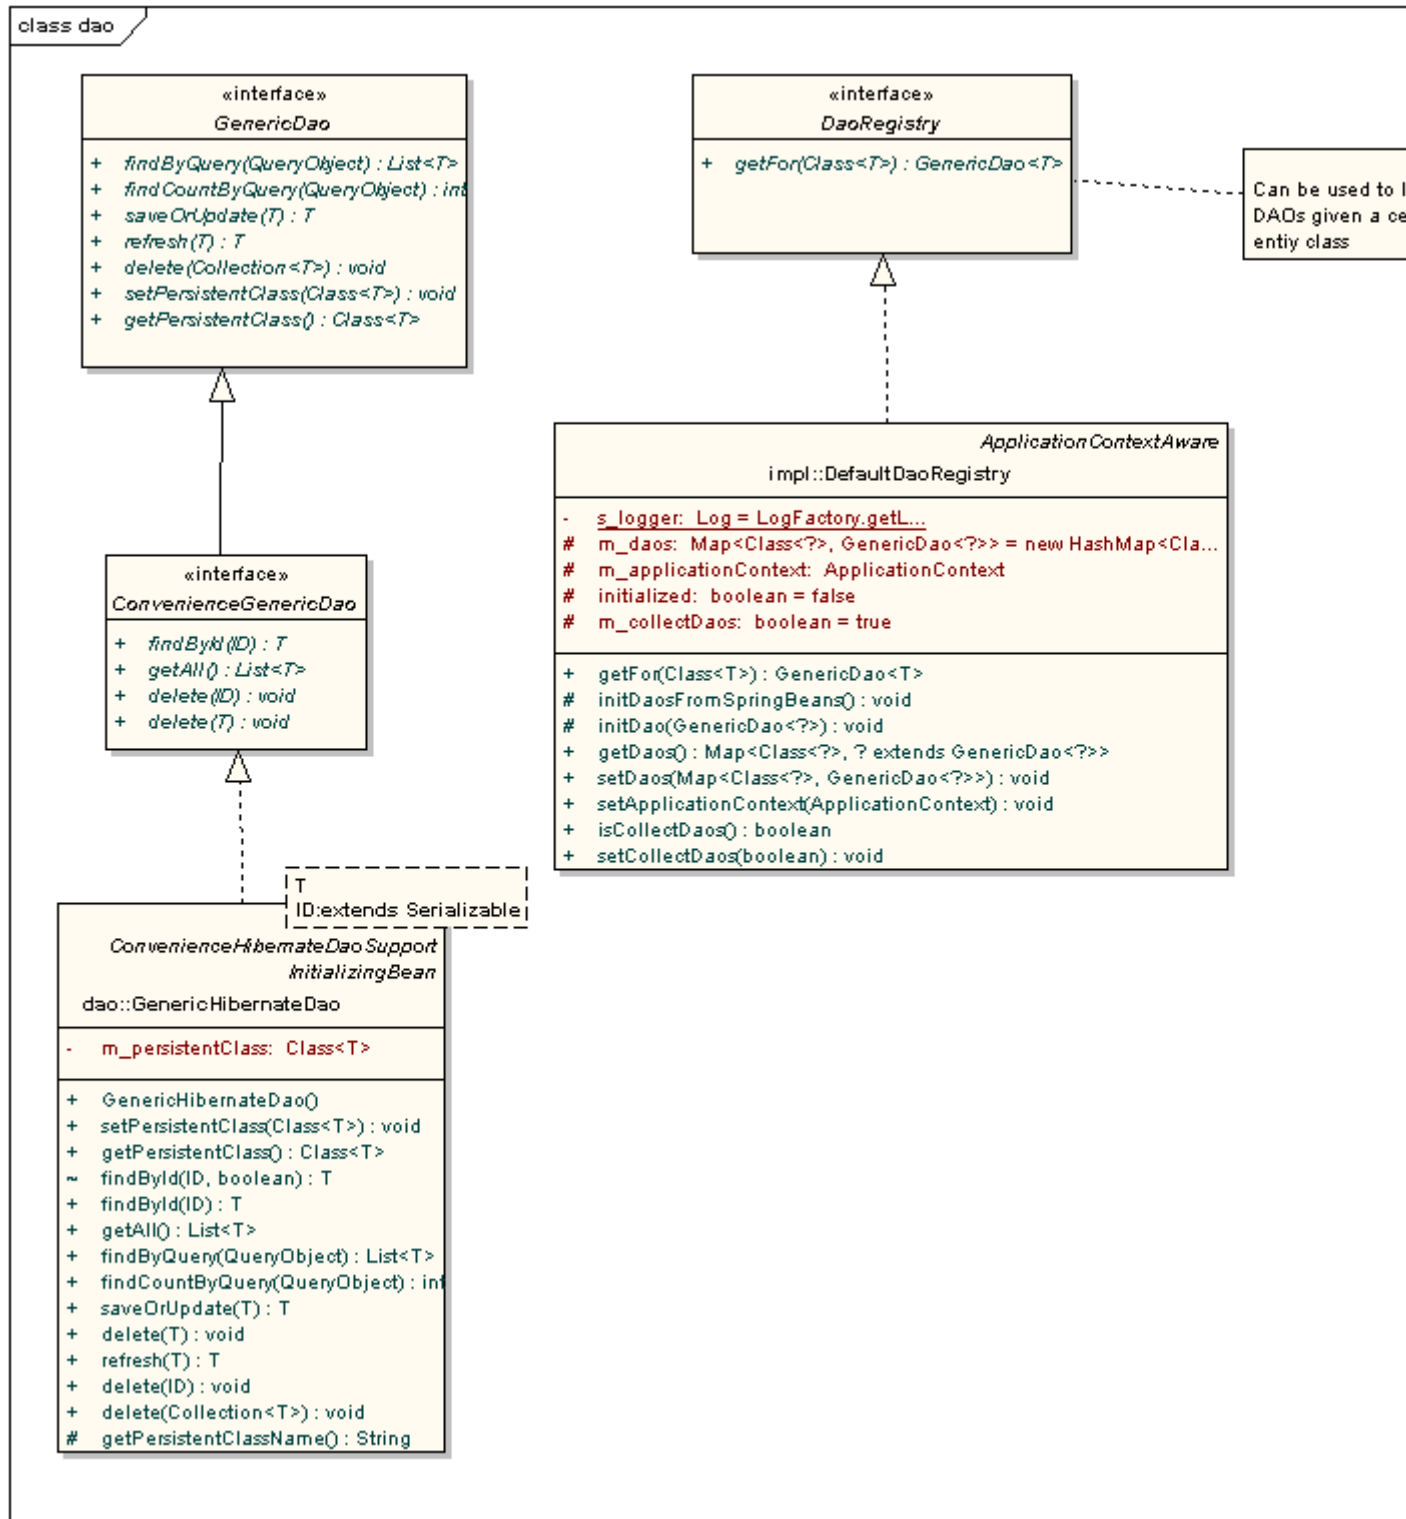 class dao
«interface»
GenericDao
+ findByQuery(QueryObject) : List<T>
+ findCountByQuery(QueryObject) : int
+ saveOrUpdate(T) : T
+ refresh(T) : T
+ delete(Collection<T>) : void
+ setPersistentClass(Class<T>) : void
+ getPersistentClass() : Class<T>
«interface»
DaoRegistry
+ getFor(Class<T>) : GenericDao<T>
Can be used to
DAOs given a
entiy class
«interface»
ConvenienceGenericDao
+ findById(ID) : T
+ getAll() : List<T>
+ delete(ID) : void
+ delete(T) : void
ApplicationContextAware
impl::DefaultDaoRegistry
- s_logger: Log = LogFactory.getL...
# m_daos: Map<Class<?>, GenericDao<?>> = new HashMap<Cla...
# m_applicationContext: ApplicationContext
# initialized: boolean = false
# m_collectDaos: boolean = true
+ getFor(Class<T>) : GenericDao<T>
# initDaosFromSpringBeans() : void
# initDao(GenericDao<?>) : void
+ getDaos() : Map<Class<?>, ? extends GenericDao<?>>
+ setDaos(Map<Class<?>, GenericDao<?>>) : void
+ setApplicationContext(ApplicationContext) : void
+ isCollectDaos() : boolean
+ setCollectDaos(boolean) : void
T
ID:extends Serializable
ConvenienceHibernateDaoSupport
InitializingBean
dao::GenericHibernateDao
- m_persistentClass: Class<T>
+ GenericHibernateDao()
+ setPersistentClass(Class<T>) : void
+ getPersistentClass() : Class<T>
~ findById(ID, boolean) : T
+ findById(ID) : T
+ getAll() : List<T>
+ findByQuery(QueryObject) : List<T>
+ findCountByQuery(QueryObject) : int
+ saveOrUpdate(T) : T
+ delete(T) : void
+ refresh(T) : T
+ delete(ID) : void
+ delete(Collection<T>) : void
# getPersistentClassName() : String